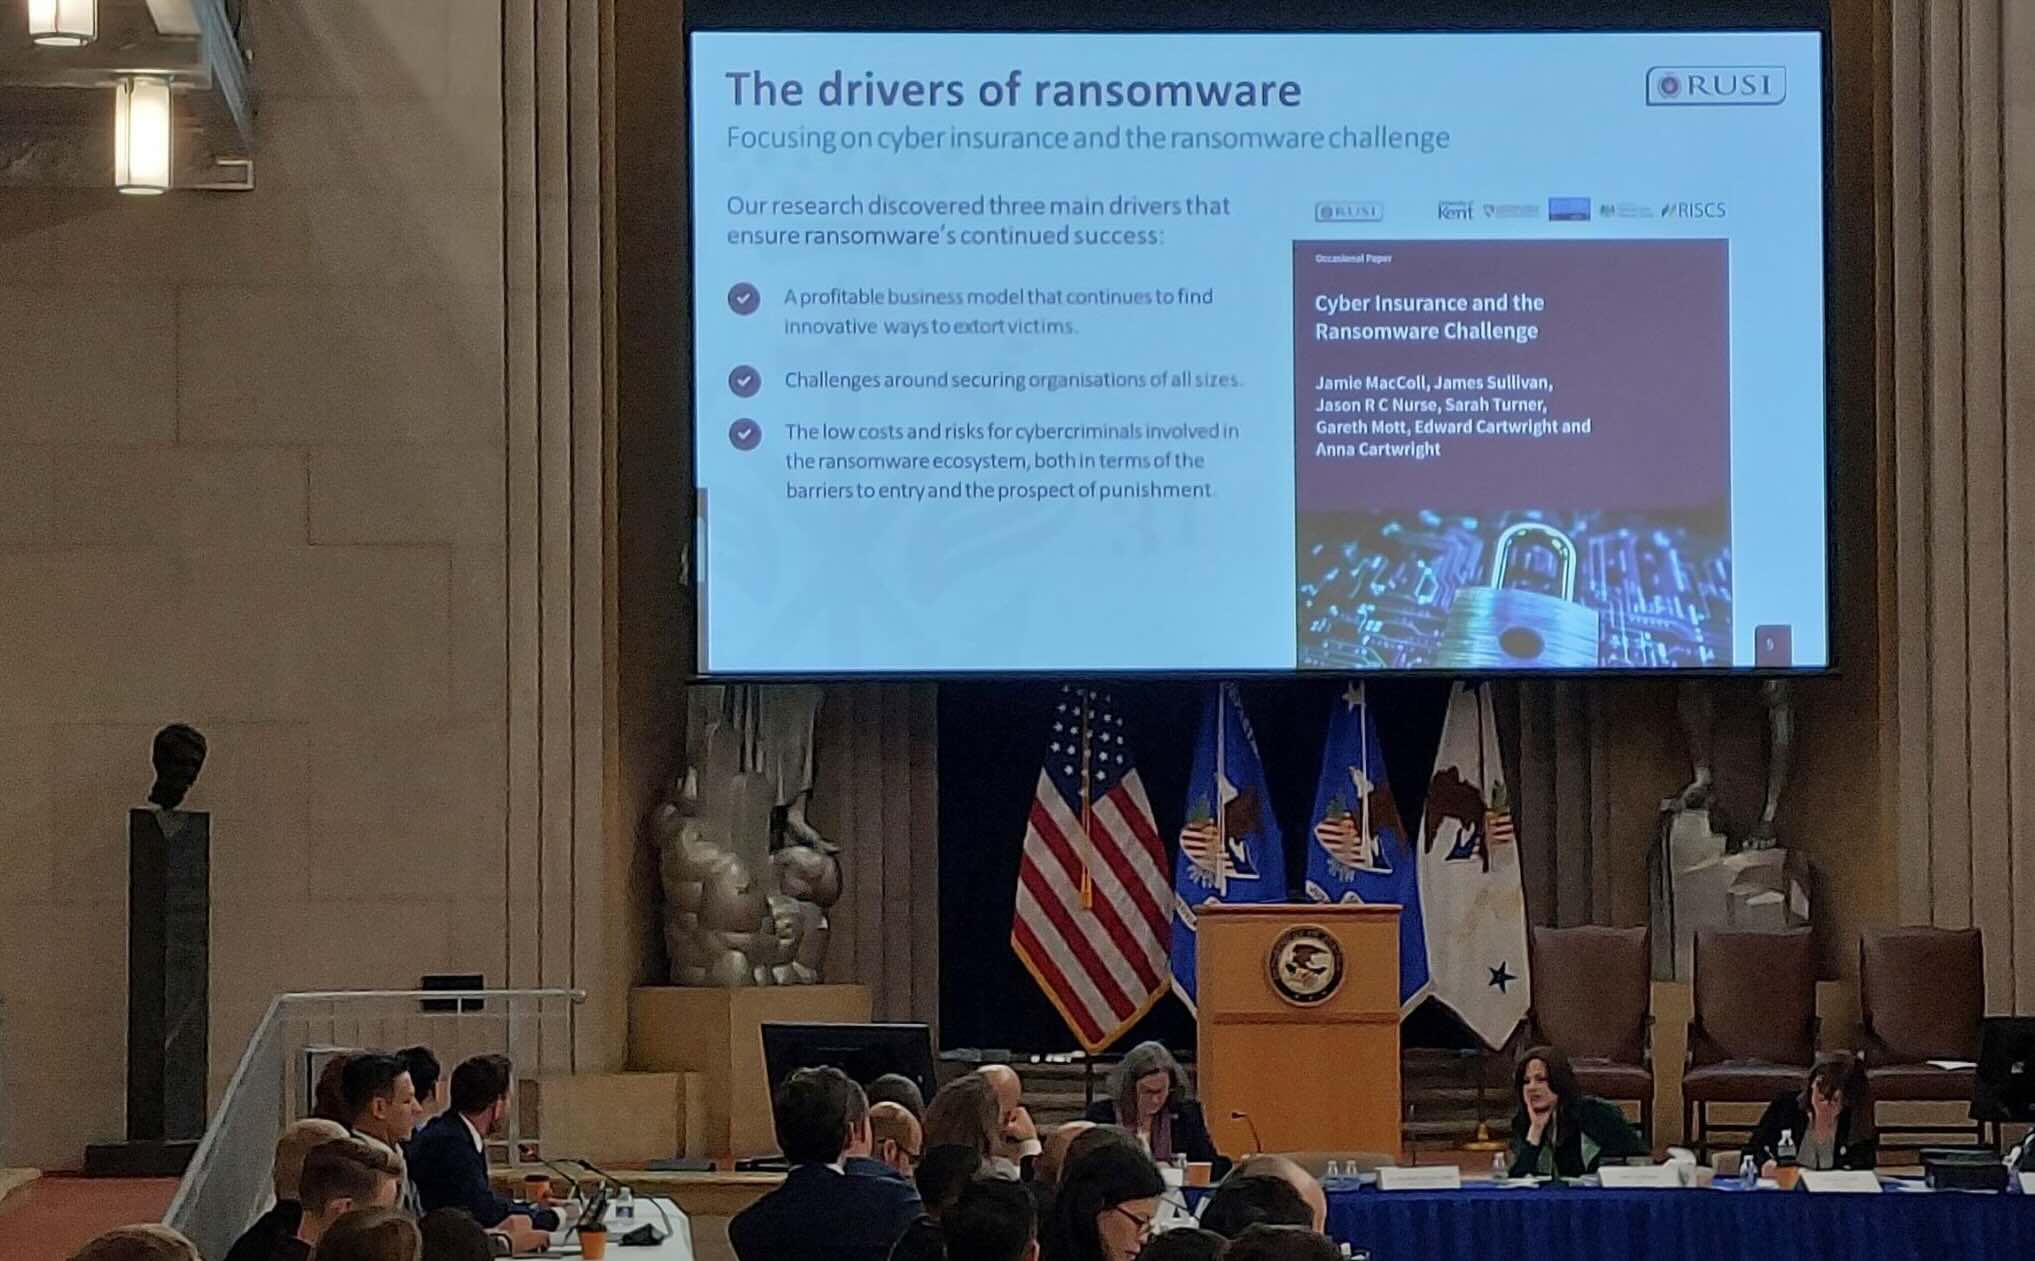 The drivers of ransomware
RUSI
Focusing on cyber insurance and the ransomware challenge
Our research discovered three main drivers that
ensure ransomware's continued success:
A profitable business model that continues to find
innovative ways to extort victims.
Challenges around securing organisations of all sizes.
The low costs and risks for cybercriminals involved in
the ransomware ecosystem, both in terms of the
barriers to entry and the prospect of punishment.
RUSI
Kent
RISCS
Occasional Paper
Cyber Insurance and the
Ransomware Challenge
Jamie MacColl, James Sullivan,
Jason R C Nurse, Sarah Turner,
Gareth Mott, Edward Cartwright and
Anna Cartwright